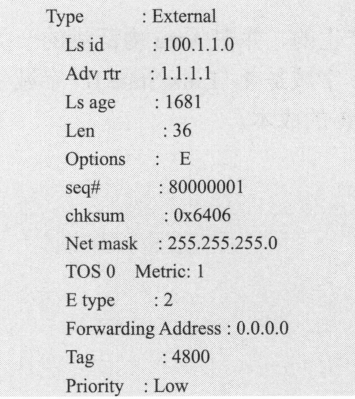 Type : External
Ls id : 100.1.1.0
Adv rtr : 1.1.1.1
Ls age : 1681
Len : 36
Options : E
seq# : 80000001
chksum : 0x6406
Net mask : 255.255.255.0
TOS 0 Metric: 1
E type : 2
Forwarding Address : 0.0.0.0
Tag : 4800
Priority : Low